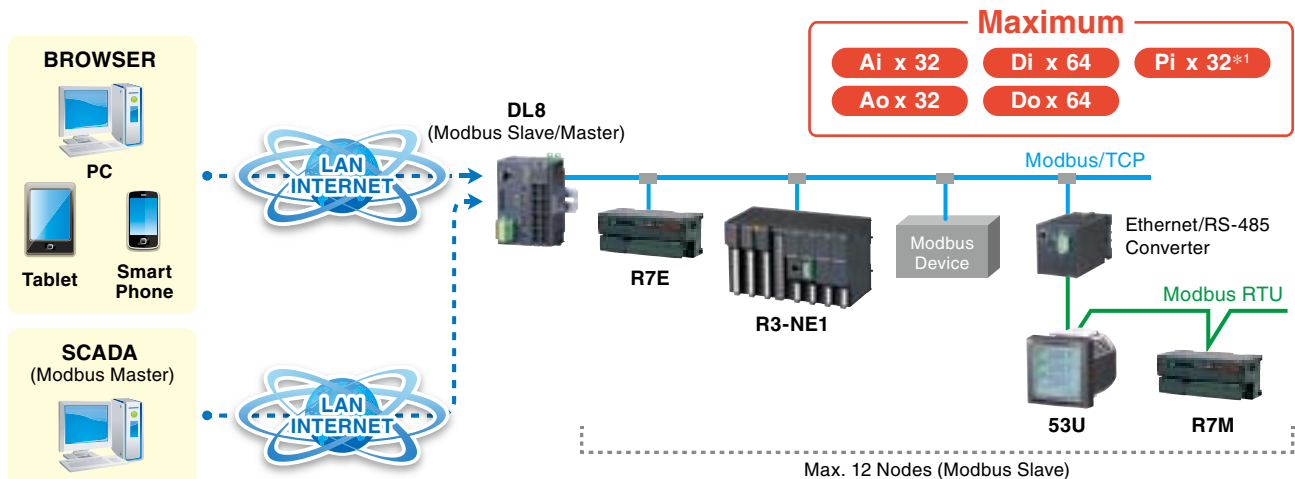 BROWSER
PC
Tablet
Smart
Phone
SCADA
(Modbus Master)
LAN
INTERNET
LAN
INTERNET
DL8
(Modbus Slave/Master)
Maximum
Ai x 32
Di x 64
Pi x 32*1
Ao x 32
Do x 64
Modbus/TCP
R7E
R3-NE1
Modbus
Device
Ethernet/RS-485
Converter
Modbus RTU
53U
R7M
Max. 12 Nodes (Modbus Slave)